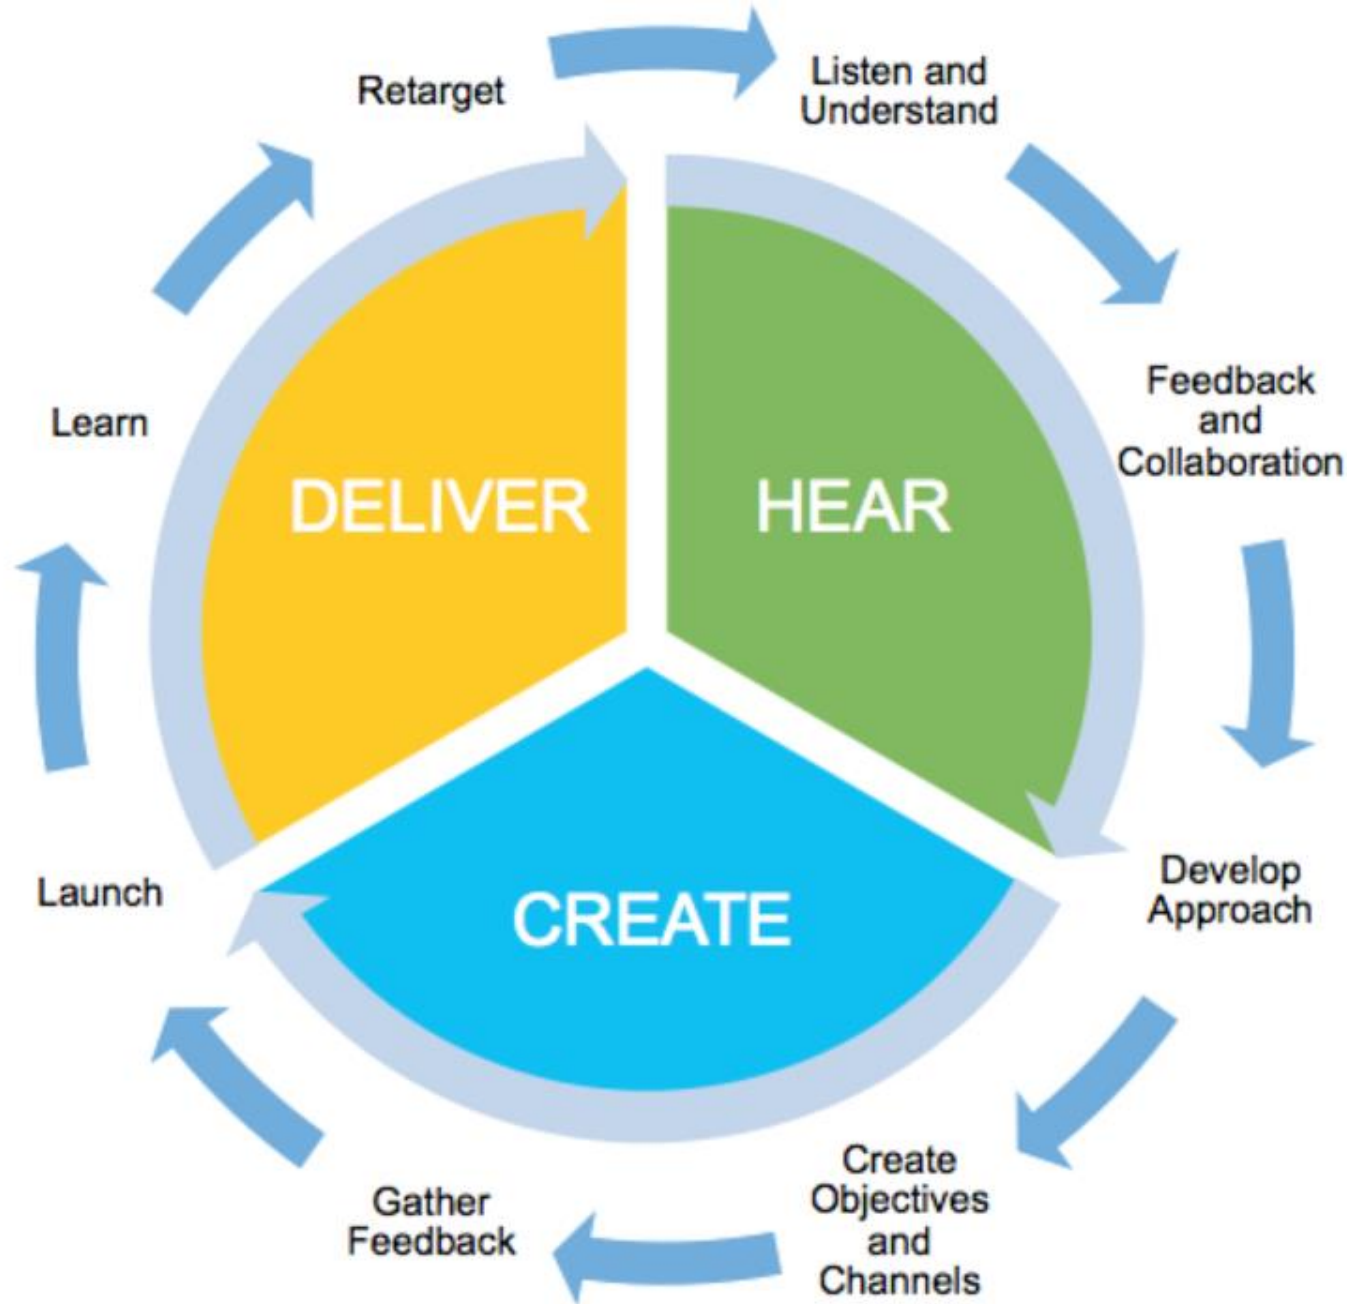 Retarget
Listen and
Understand
Feedback
and
Collaboration
Learn
DELIVER
HEAR
Develop
Approach
Launch
CREATE
Create
Objectives
and
Channels
Gather
Feedback